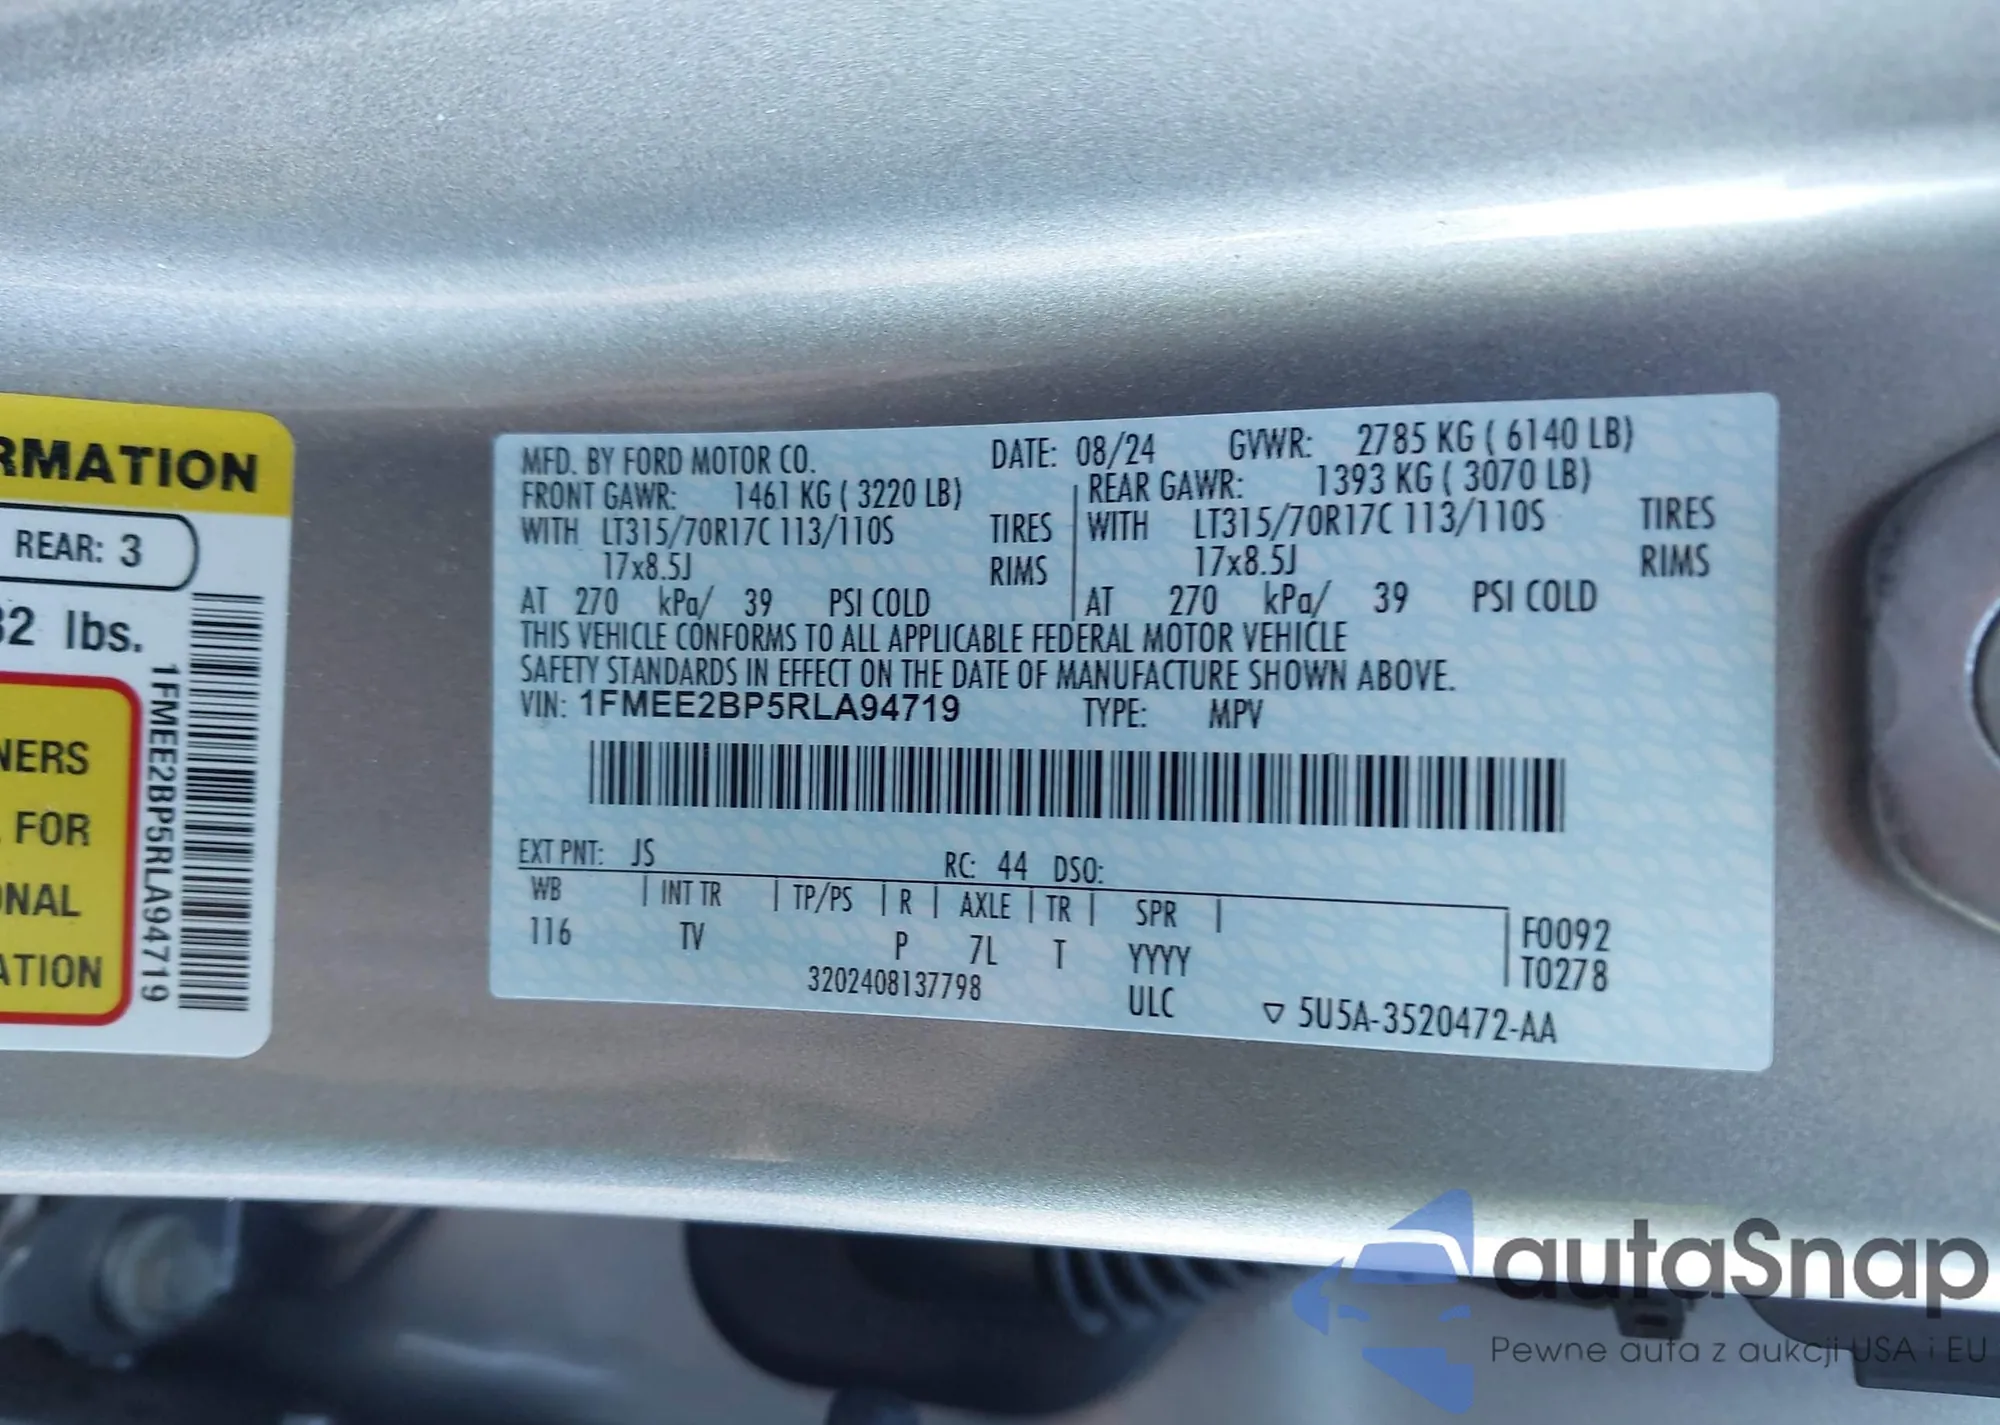 RMATION
REAR: 3
32 lbs.
1FMEE2BP5RLA94719
NERS
FOR
ONAL
ATION
MFD. BY FORD MOTOR CO. DATE: 08/24 GVWR: 2785 KG ( 6140 LB)
FRONT GAWR: 1461 KG ( 3220 LB) REAR GAWR: 1393 KG ( 3070 LB)
WITH LT315/70R17C 113/110S TIRES WITH LT315/70R17C 113/110S TIRES
17x8.5J RIMS 17x8.5J RIMS
AT 270 kPa/ 39 PSI COLD AT 270 kPa/ 39 PSI COLD
THIS VEHICLE CONFORMS TO ALL APPLICABLE FEDERAL MOTOR VEHICLE
SAFETY STANDARDS IN EFFECT ON THE DATE OF MANUFACTURE SHOWN ABOVE.
VIN: 1FMEE2BP5RLA94719 TYPE: MPV
EXT PNT: JS RC: 44 DSO:
WB | INT TR | TP/PS | R | AXLE | TR | SPR |
116 TV P 7L T YYYY
3202408137798 ULC
F0092
T0278
▽ 5U5A-3520472-AA
autaSnap
Pewne auta z aukcji USA i EU